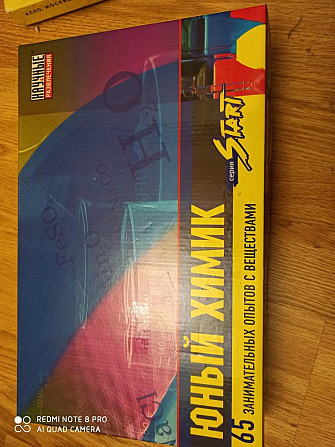 НАУЧНЫЕ
РАЗВЛЕЧЕНИЯ
серия START
ЮНЫЙ ХИМИК
65 ЗАНИМАТЕЛЬНЫХ ОПЫТОВ С ВЕЩЕСТВАМИ
REDMI NOTE 8 PRO
AI QUAD CAMERA